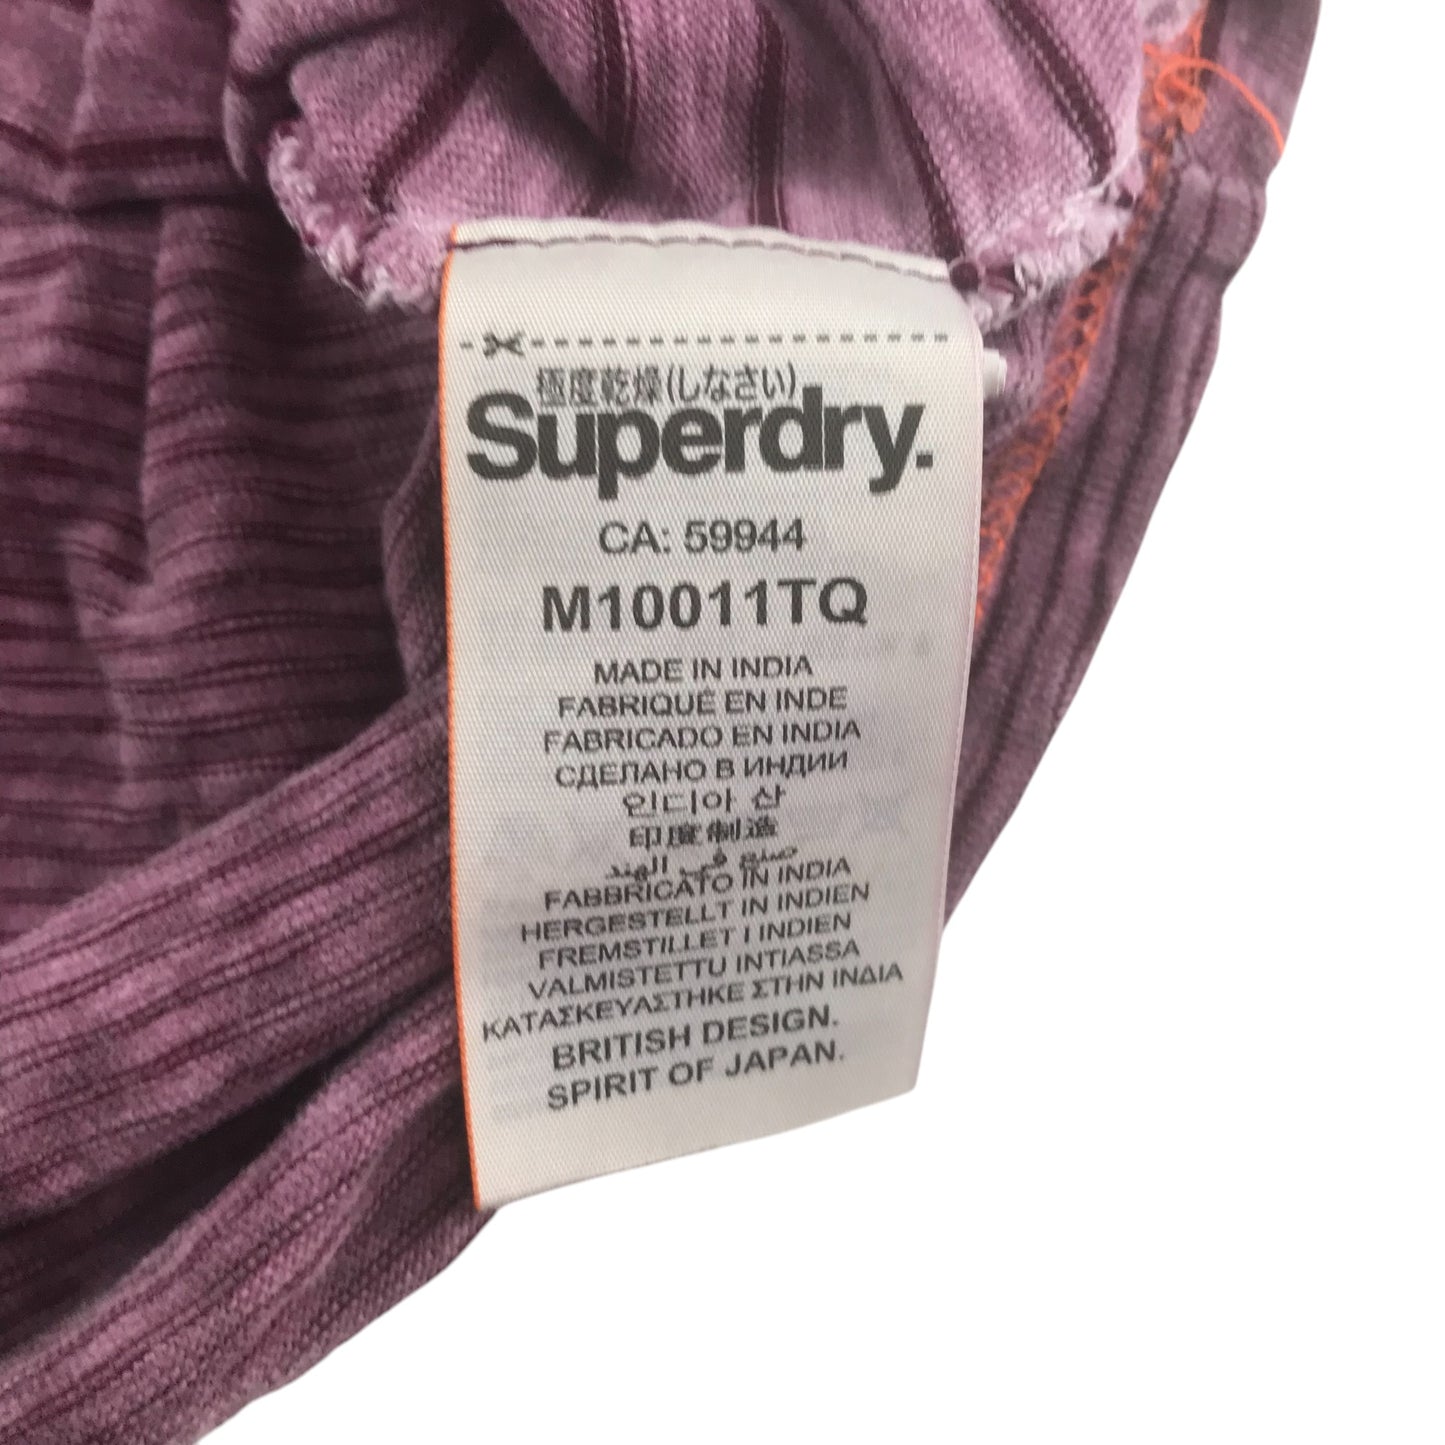 極度乾燥(しなさい)
Superdry.
CA: 59944
M10011TQ
MADE IN INDIA
FABRIQUÉ EN INDE
FABRICADO EN INDIA
СДЕЛАНО В ИНДИИ
인디아 산
印度制造
صنع في الهند
FABBRICATO IN INDIA
HERGESTELLT IN INDIEN
FREMSTILLET I INDIEN
VALMISTETTU INTIASSA
ΚΑΤΑΣΚΕΥΑΣΤΗΚΕ ΣΤΗΝ ΙΝΔΙΑ
BRITISH DESIGN.
SPIRIT OF JAPAN.